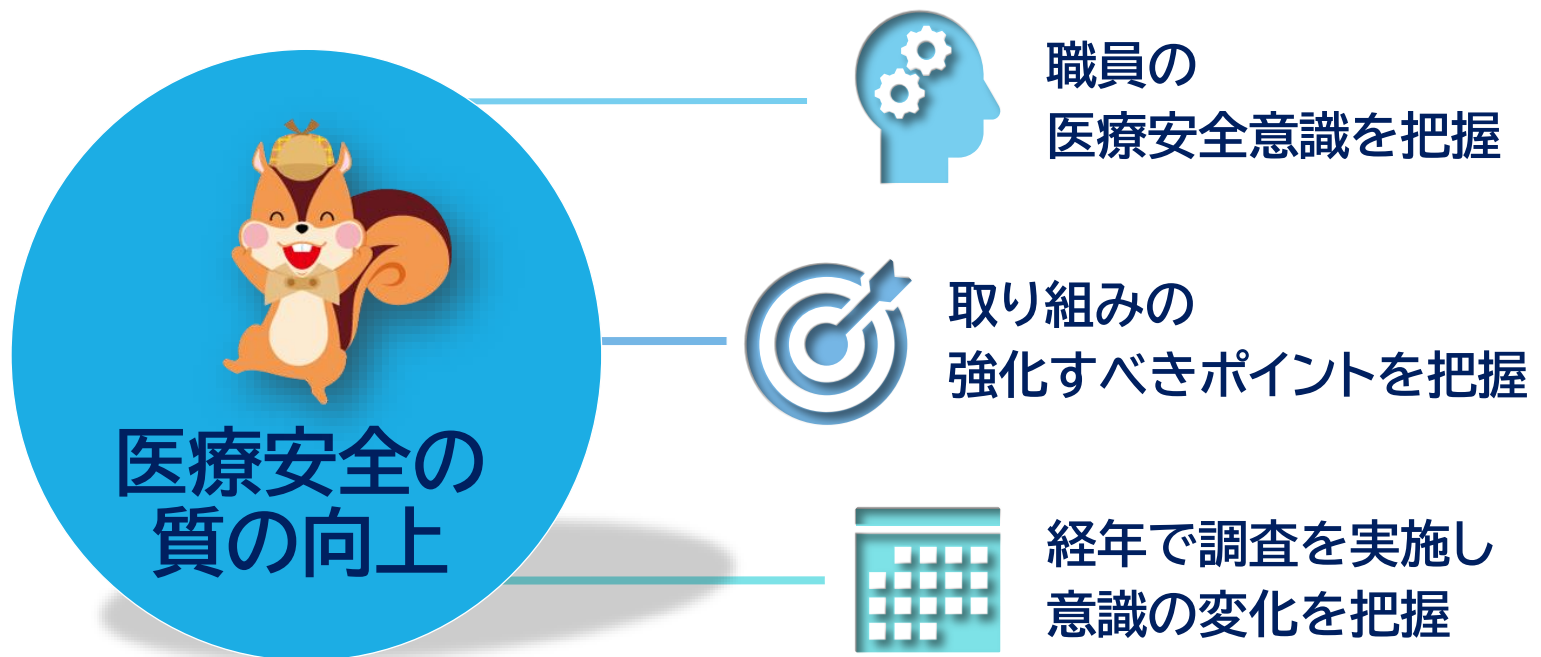 医療安全の
質の向上
職員の
医療安全意識を把握
取り組みの
強化すべきポイントを把握
経年で調査を実施し
意識の変化を把握